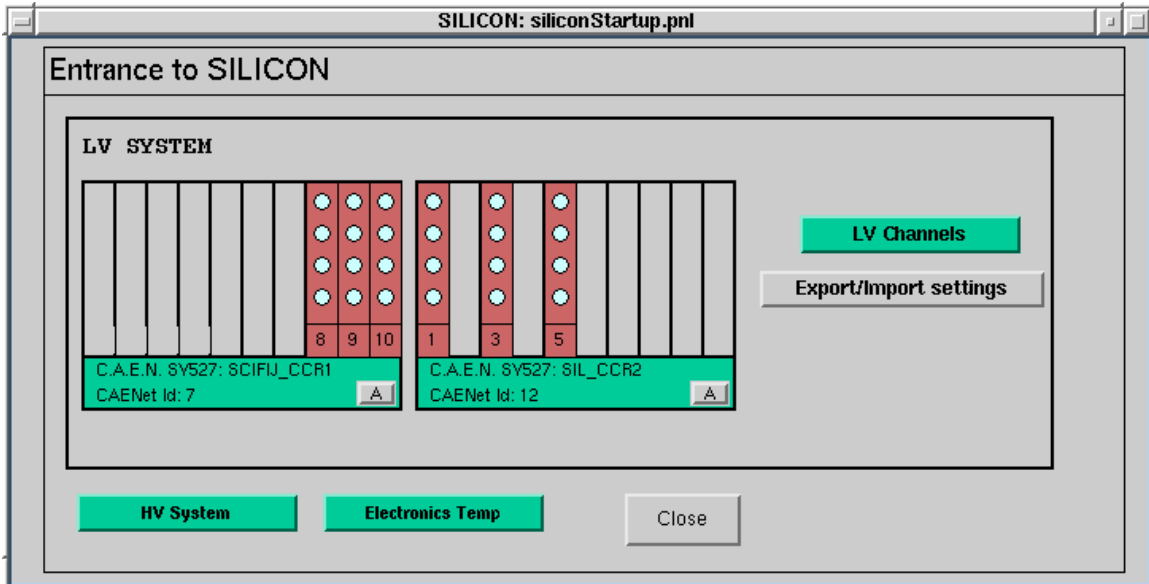 SILICON: siliconStartup.pnl
Entrance to SILICON
LV SYSTEM
8 9 10 1 3 5
C.A.E.N. SY527: SCIFIJ_CCR1
CAENet Id: 7
A
C.A.E.N. SY527: SIL_CCR2
CAENet Id: 12
A
LV Channels
Export/Import settings
HV System
Electronics Temp
Close